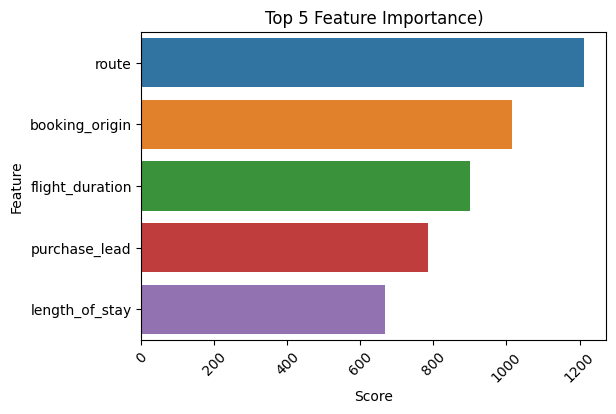 Top 5 Feature Importance)
Feature
route
booking_origin
flight_duration
purchase_lead
length_of_stay
0 200 400 600 800 1000 1200
Score